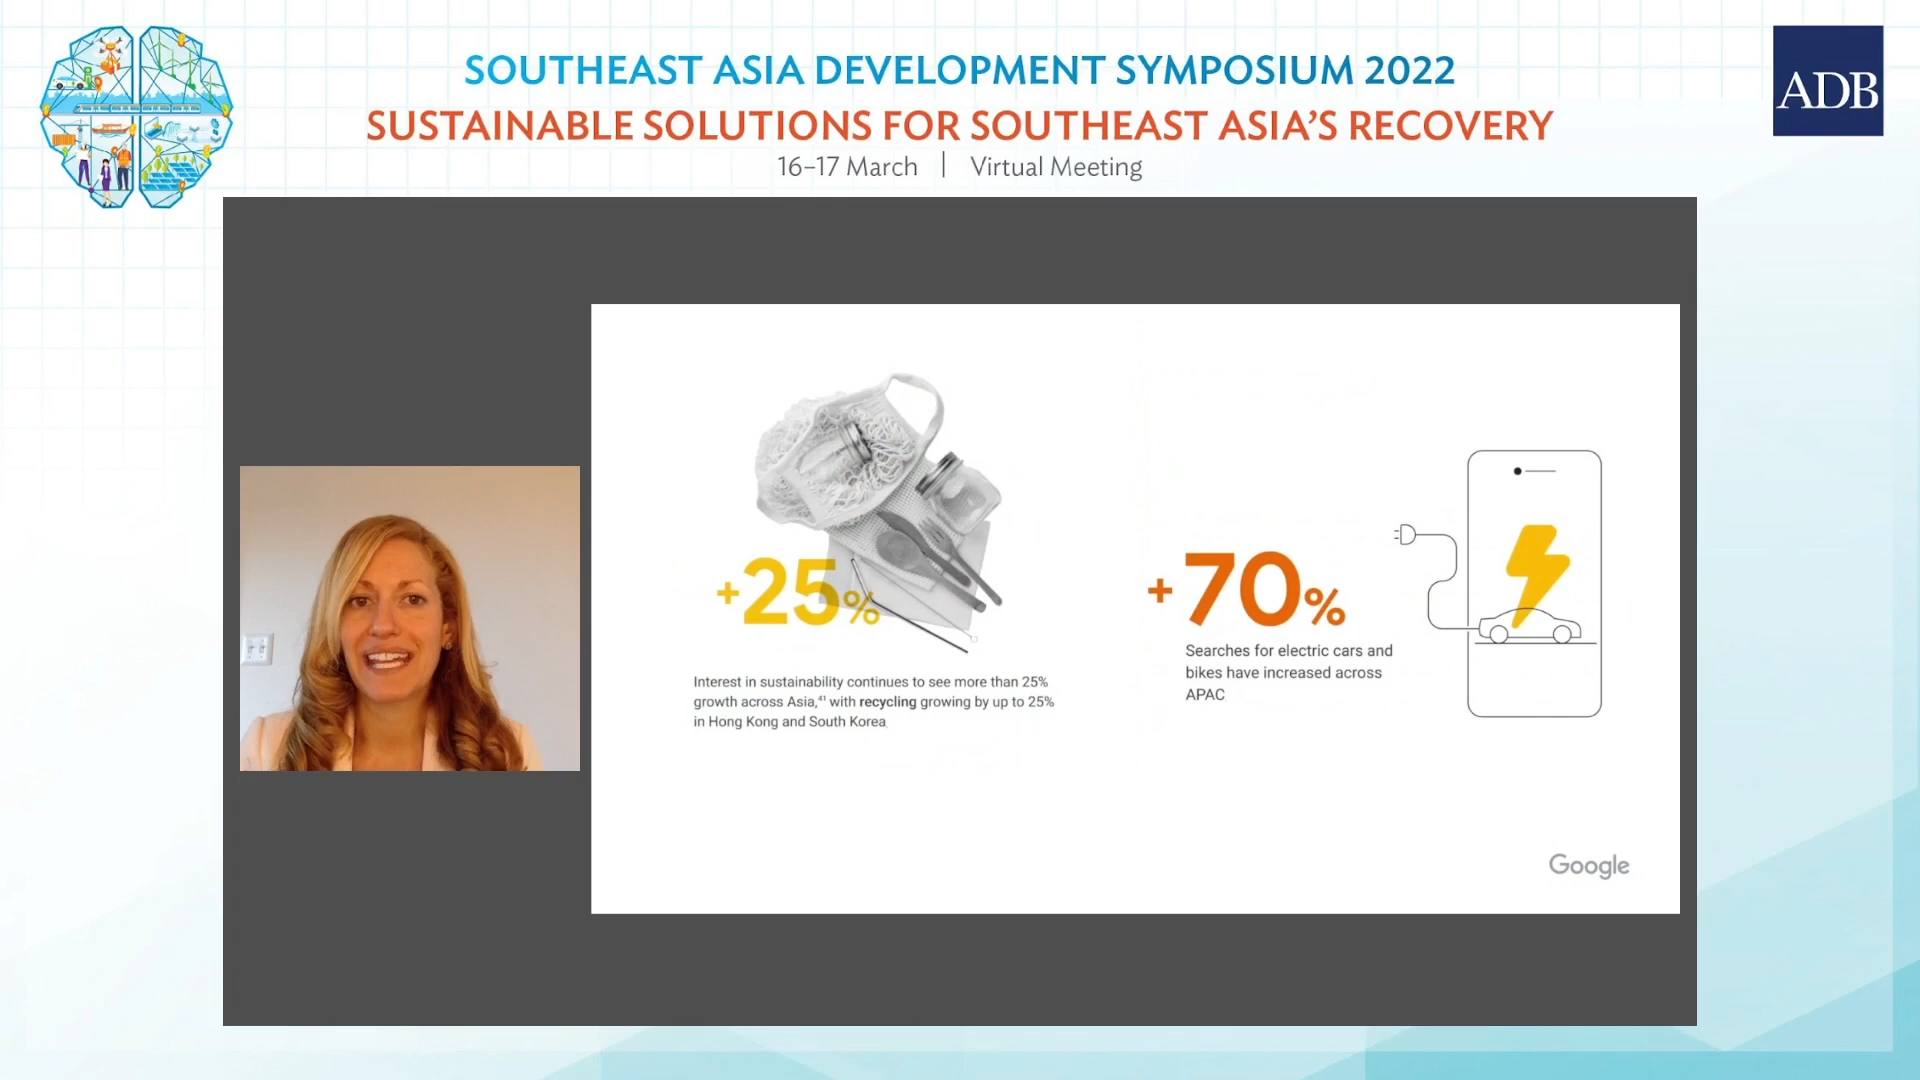 SOUTHEAST ASIA DEVELOPMENT SYMPOSIUM 2022
SUSTAINABLE SOLUTIONS FOR SOUTHEAST ASIA'S RECOVERY
16–17 March | Virtual Meeting
ADB
+25%
Interest in sustainability continues to see more than 25%
growth across Asia,⁴¹ with recycling growing by up to 25%
in Hong Kong and South Korea
+70%
Searches for electric cars and
bikes have increased across
APAC
Google